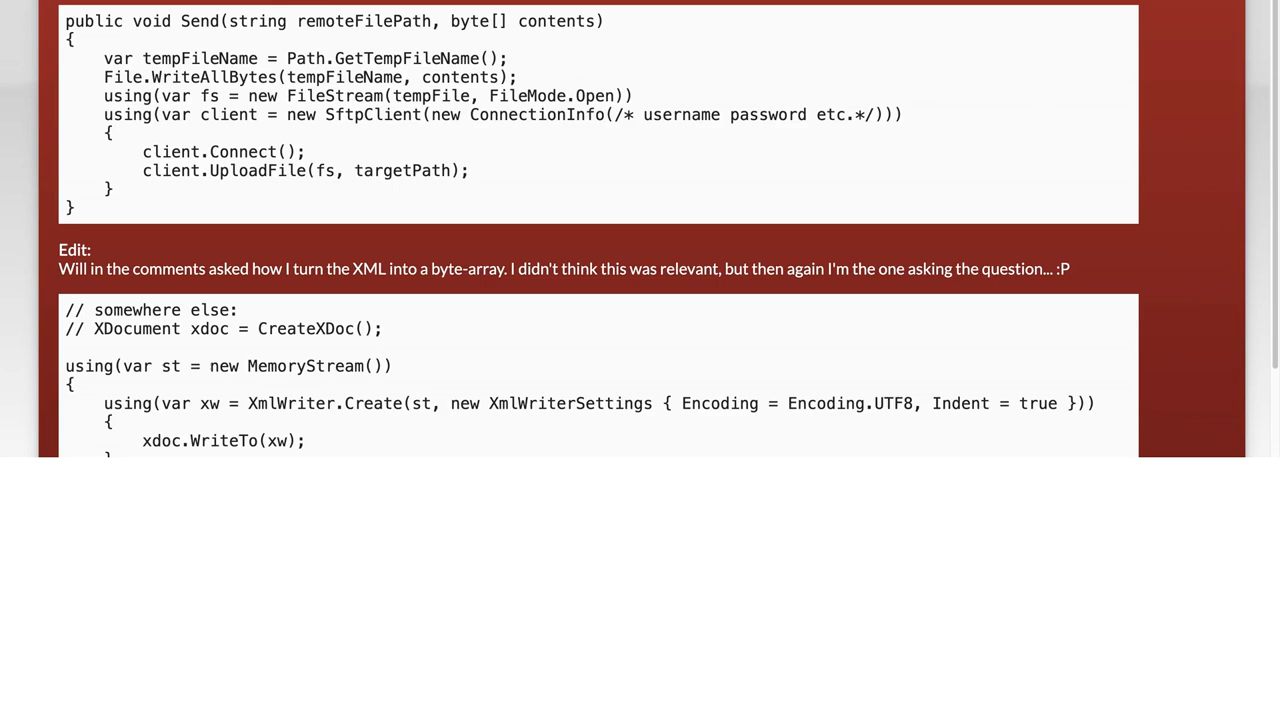 public void Send(string remoteFilePath, byte[] contents)
{
    var tempFileName = Path.GetTempFileName();
    File.WriteAllBytes(tempFileName, contents);
    using(var fs = new FileStream(tempFile, FileMode.Open))
    using(var client = new SftpClient(new ConnectionInfo(/* username password etc.*/)))
    {
        client.Connect();
        client.UploadFile(fs, targetPath);
    }
}
Edit:
Will in the comments asked how I turn the XML into a byte-array. I didn't think this was relevant, but then again I'm the one asking the question... :P
// somewhere else:
// XDocument xdoc = CreateXDoc();
using(var st = new MemoryStream())
{
    using(var xw = XmlWriter.Create(st, new XmlWriterSettings { Encoding = Encoding.UTF8, Indent = true }))
    {
        xdoc.WriteTo(xw);
    }